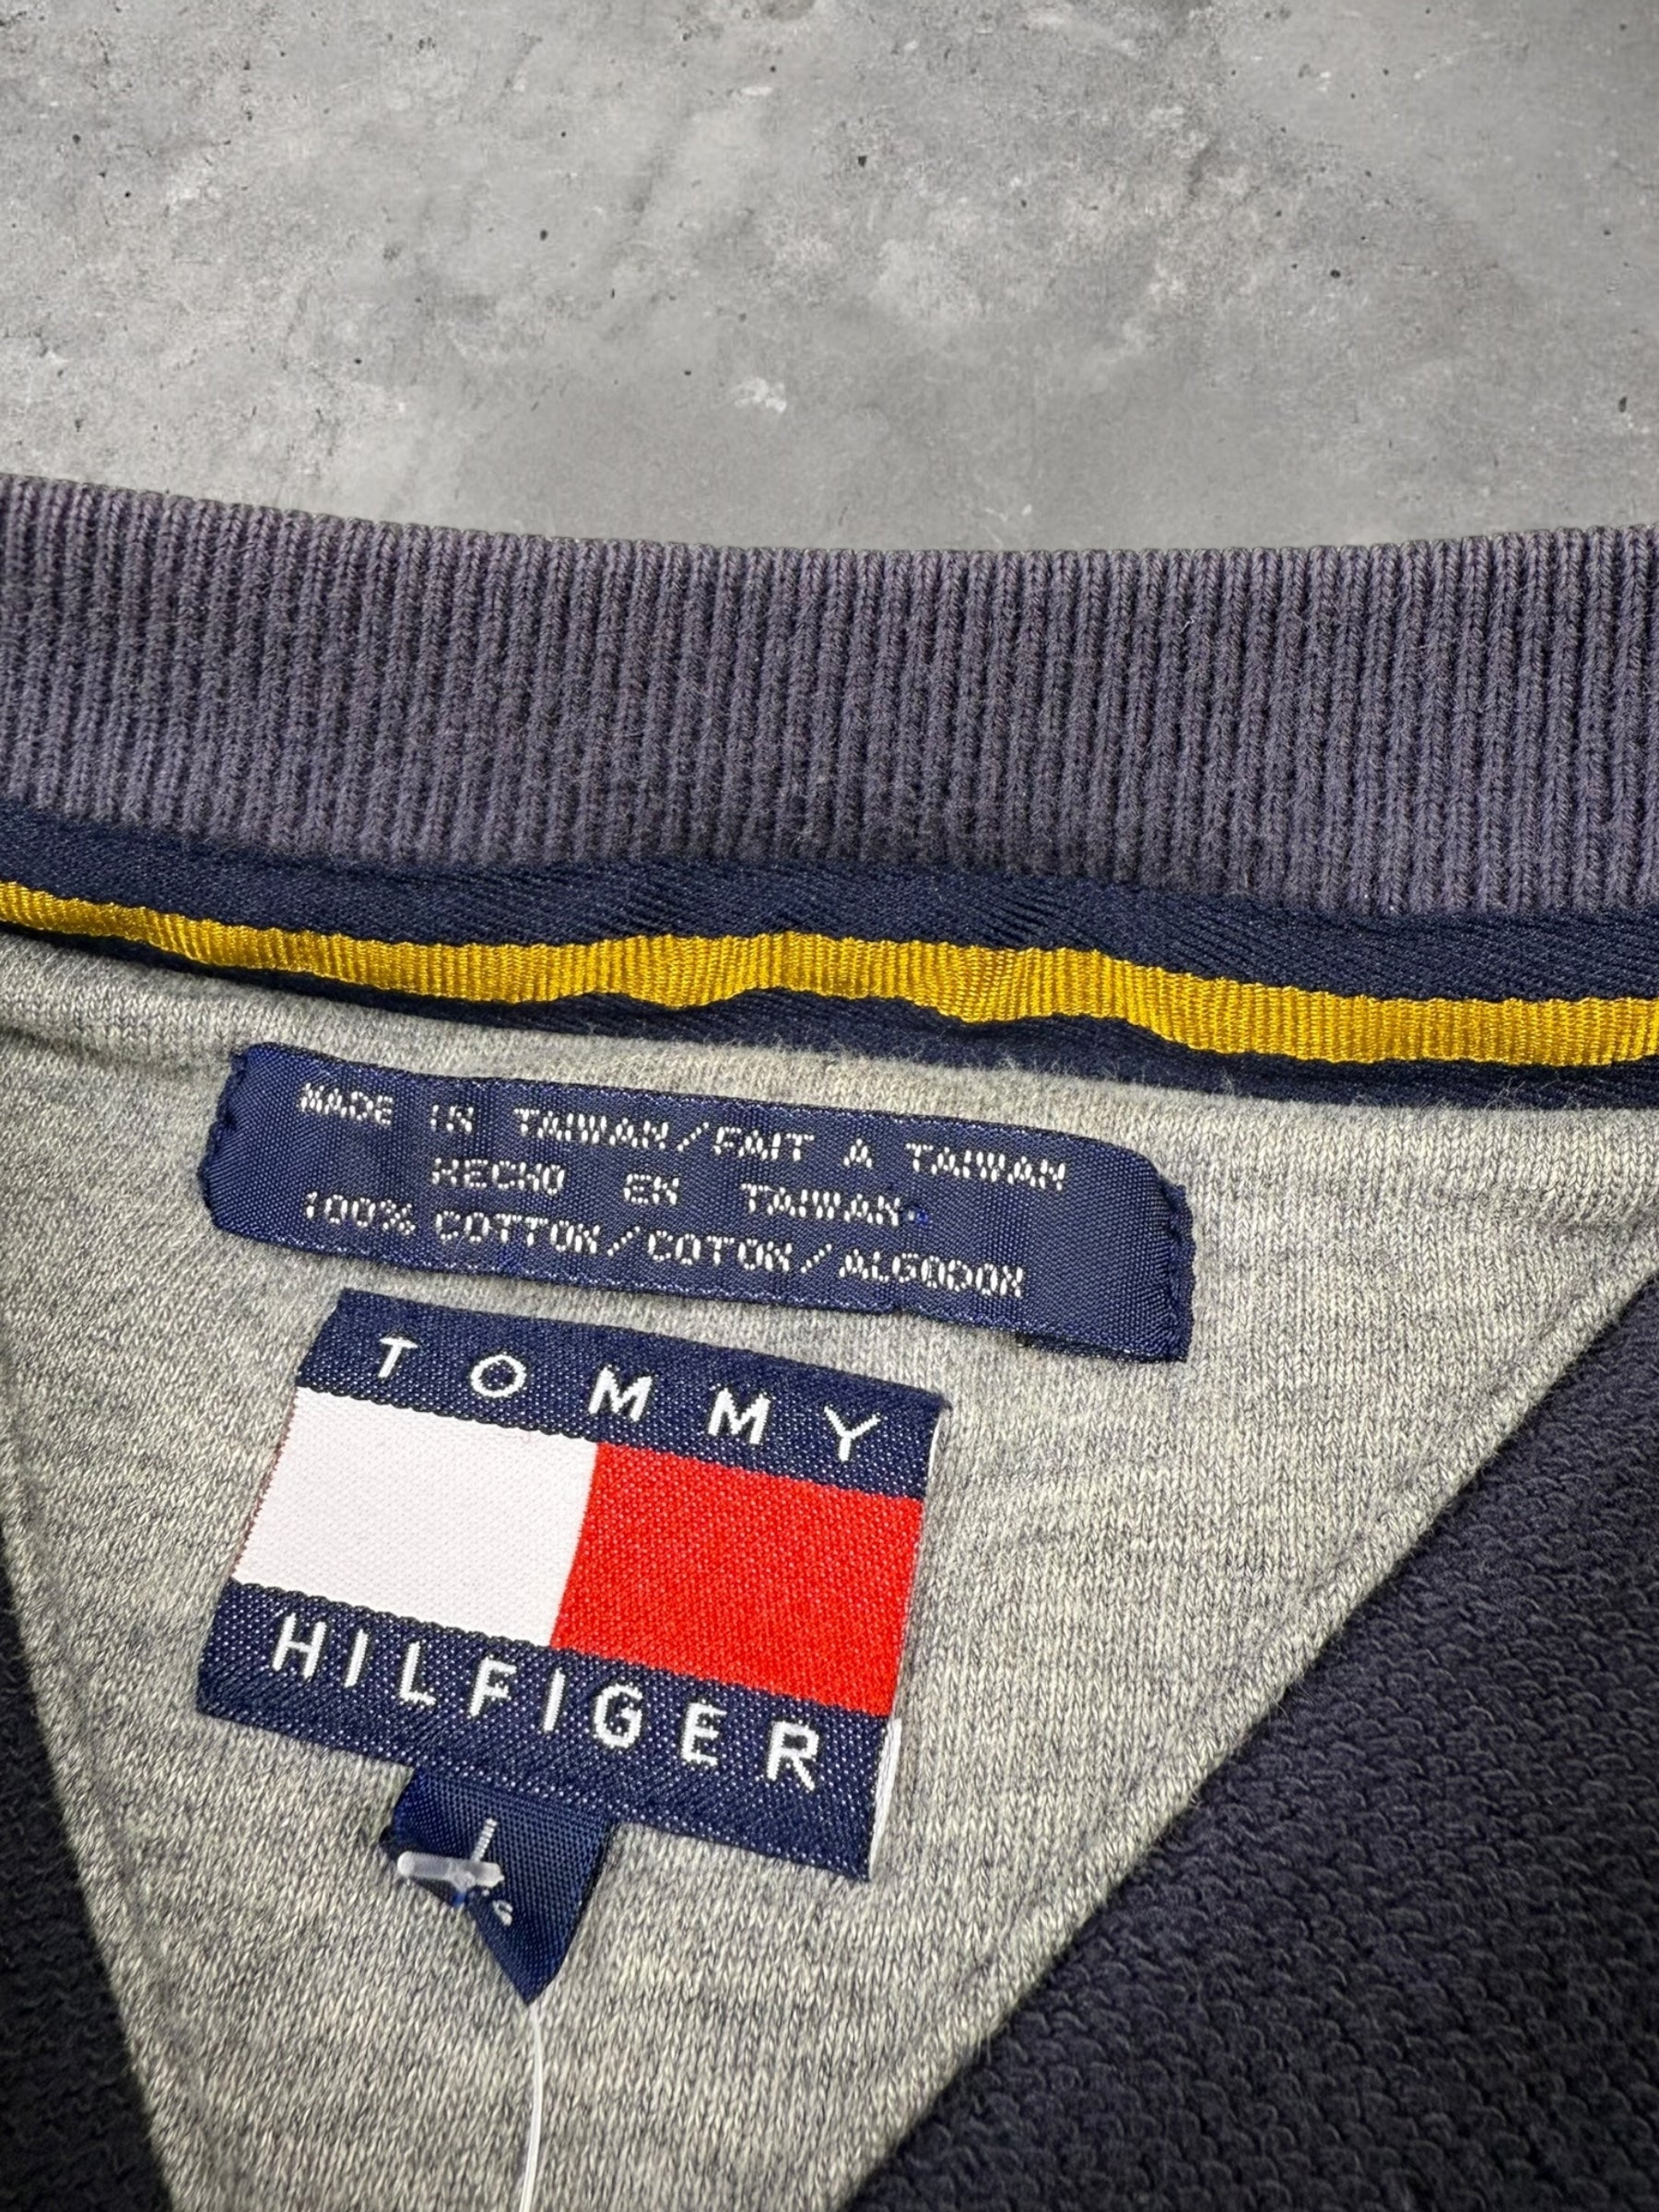 MADE IN TAIWAN/FAIT A TAIWAN
HECHO EN TAIWAN
100% COTTON/COTON/ALGODON
TOMMY
HILFIGER
L
G